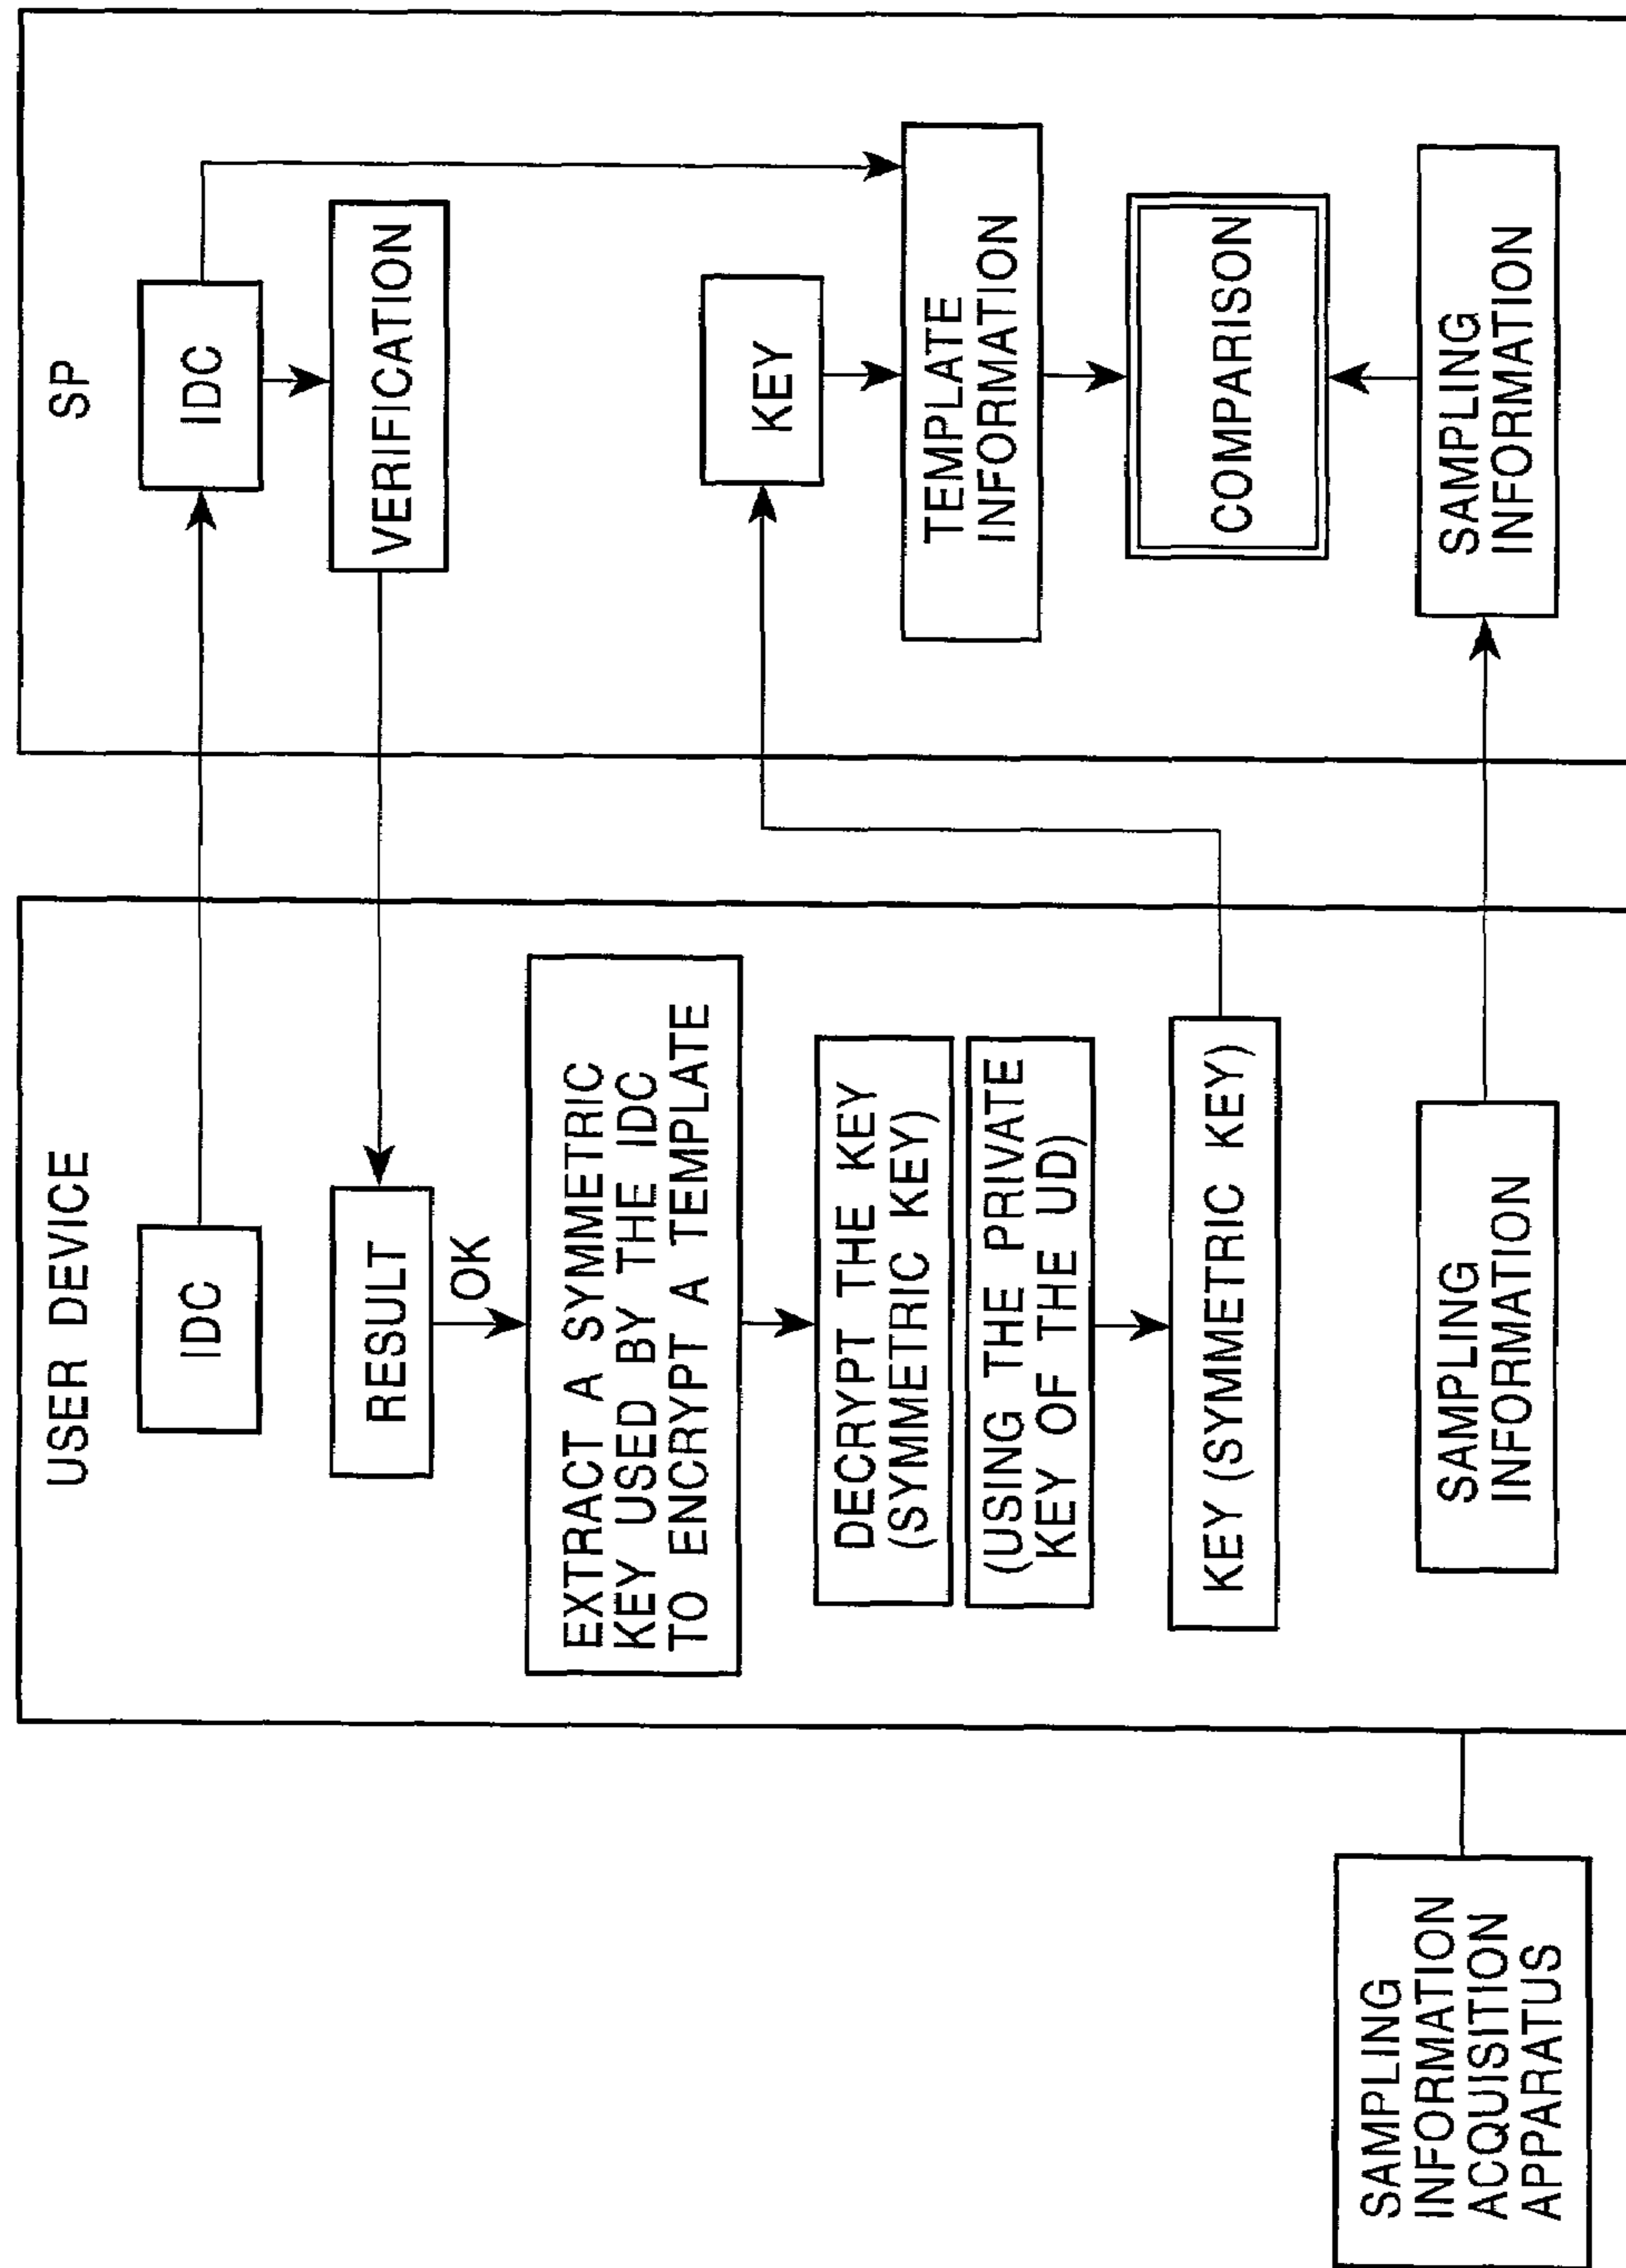 USER DEVICE
IDC
RESULT
OK
EXTRACT A SYMMETRIC
KEY USED BY THE IDC
TO ENCRYPT A TEMPLATE
DECRYPT THE KEY
(SYMMETRIC KEY)
(USING THE PRIVATE
KEY OF THE UD)
KEY (SYMMETRIC KEY)
SAMPLING
INFORMATION
SAMPLING
INFORMATION
ACQUISITION
APPARATUS
SP
IDC
VERIFICATION
KEY
TEMPLATE
INFORMATION
COMPARISON
SAMPLING
INFORMATION